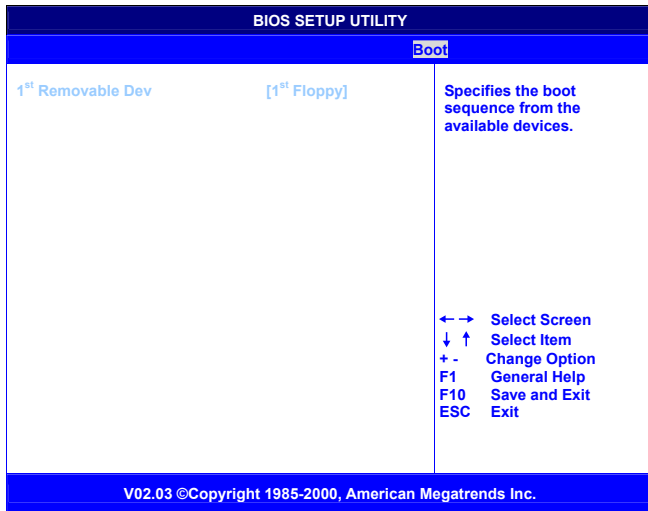 BIOS SETUP UTILITY
Boot
1st Removable Dev [1st Floppy]
Specifies the boot
sequence from the
available devices.
← → Select Screen
↓ ↑ Select Item
+ - Change Option
F1 General Help
F10 Save and Exit
ESC Exit
V02.03 ©Copyright 1985-2000, American Megatrends Inc.